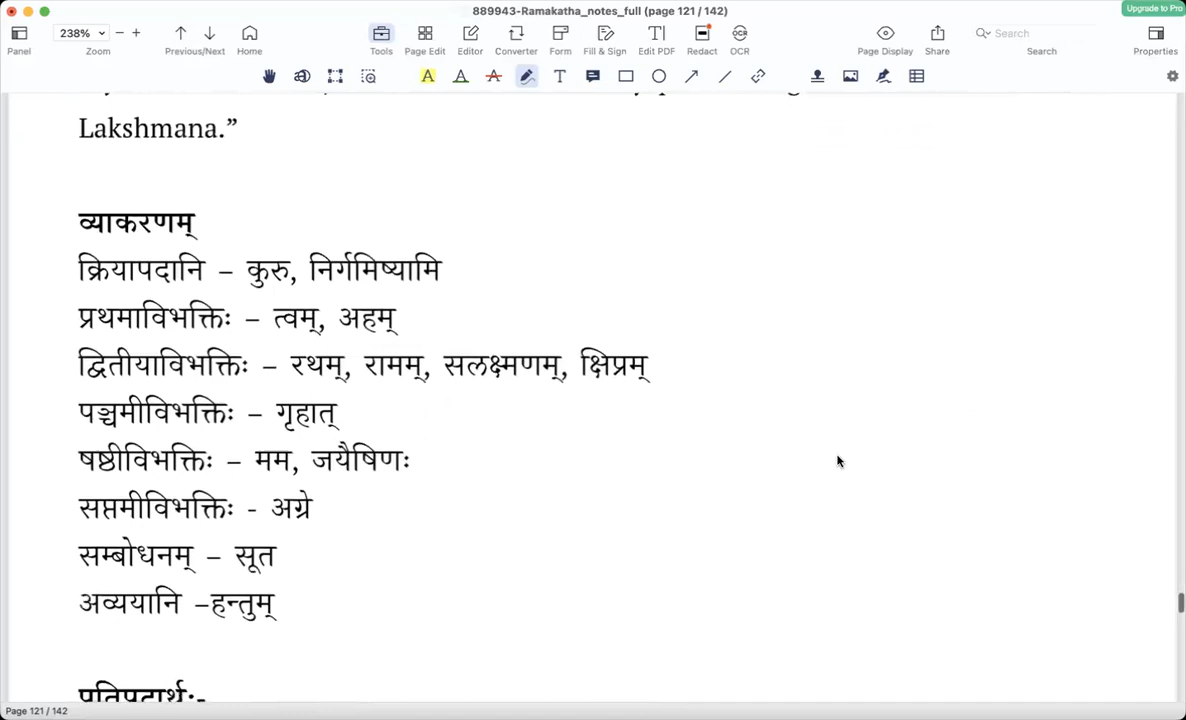 889943-Ramakatha_notes_full (page 121 / 142)
Upgrade to Pro
238%
Search
Panel Zoom Previous/Next Home Tools Page Edit Editor Converter Form Fill & Sign Edit PDF Redact OCR Page Display Share Search Properties
Lakshmana.”
व्याकरणम्
क्रियापदानि – कुरु, निर्गमिष्यामि
प्रथमाविभक्तिः – त्वम्, अहम्
द्वितीयाविभक्तिः – रथम्, रामम्, सलक्ष्मणम्, क्षिप्रम्
पञ्चमीविभक्तिः – गृहात्
षष्ठीविभक्तिः – मम, जयैषिणः
सप्तमीविभक्तिः - अग्रे
सम्बोधनम् – सूत
अव्ययानि –हन्तुम्
प्रतिपदार्थः-
Page 121 / 142